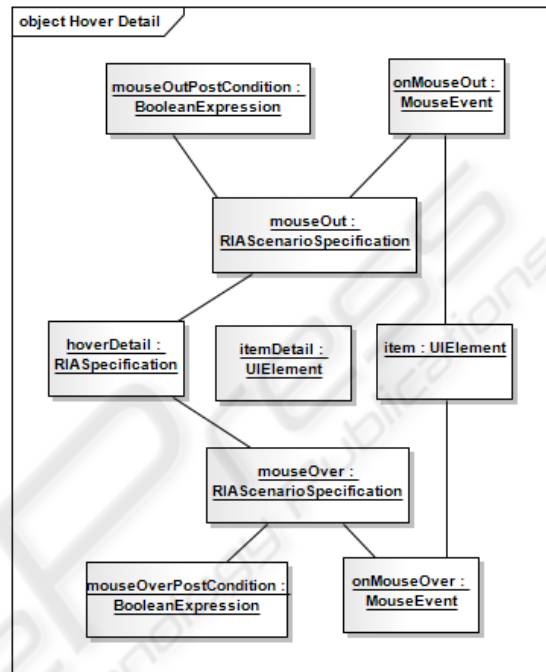 object Hover Detail
mouseOutPostCondition :
BooleanExpression
onMouseOut :
MouseEvent
mouseOut :
RIAScenarioSpecification
hoverDetail :
RIASpecification
itemDetail :
UIElement
item : UIElement
mouseOver :
RIAScenarioSpecification
mouseOverPostCondition :
BooleanExpression
onMouseOver :
MouseEvent